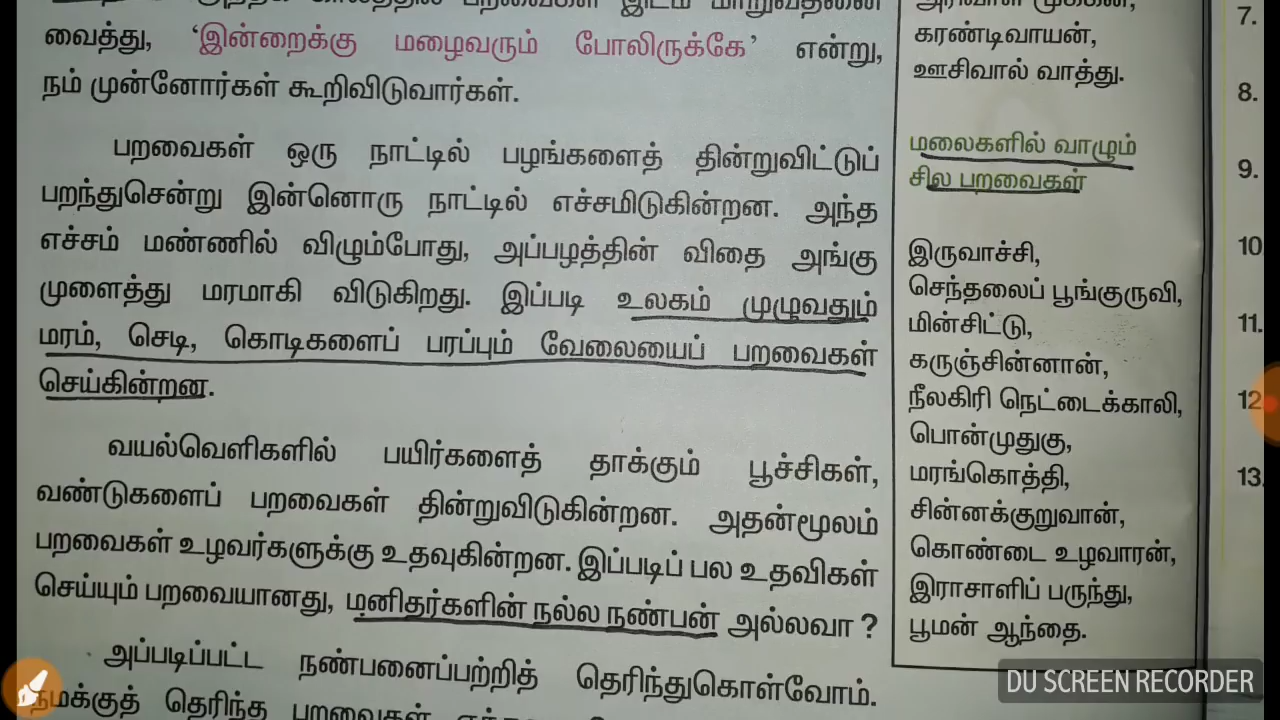 வைத்து, ‘இன்றைக்கு மழைவரும் போலிருக்கே’ என்று,
நம் முன்னோர்கள் கூறிவிடுவார்கள்.
பறவைகள் ஒரு நாட்டில் பழங்களைத் தின்றுவிட்டுப்
பறந்துசென்று இன்னொரு நாட்டில் எச்சமிடுகின்றன. அந்த
எச்சம் மண்ணில் விழும்போது, அப்பழத்தின் விதை அங்கு
முளைத்து மரமாகி விடுகிறது. இப்படி உலகம் முழுவதும்
மரம், செடி, கொடிகளைப் பரப்பும் வேலையைப் பறவைகள்
செய்கின்றன.
வயல்வெளிகளில் பயிர்களைத் தாக்கும் பூச்சிகள்,
வண்டுகளைப் பறவைகள் தின்றுவிடுகின்றன. அதன்மூலம்
பறவைகள் உழவர்களுக்கு உதவுகின்றன. இப்படிப் பல உதவிகள்
செய்யும் பறவையானது, மனிதர்களின் நல்ல நண்பன் அல்லவா ?
அப்படிப்பட்ட நண்பனைப்பற்றித் தெரிந்துகொள்வோம்.
நமக்குத் தெரிந்த பறவைகள்
கரண்டிவாயன்,
ஊசிவால் வாத்து.
மலைகளில் வாழும்
சில பறவைகள்
இருவாச்சி,
செந்தலைப் பூங்குருவி,
மின்சிட்டு,
கருஞ்சின்னான்,
நீலகிரி நெட்டைக்காலி,
பொன்முதுகு,
மரங்கொத்தி,
சின்னக்குறுவான்,
கொண்டை உழவாரன்,
இராசாளிப் பருந்து,
பூமன் ஆந்தை.
7.
8.
9.
10
11.
12
13.
DU SCREEN RECORDER